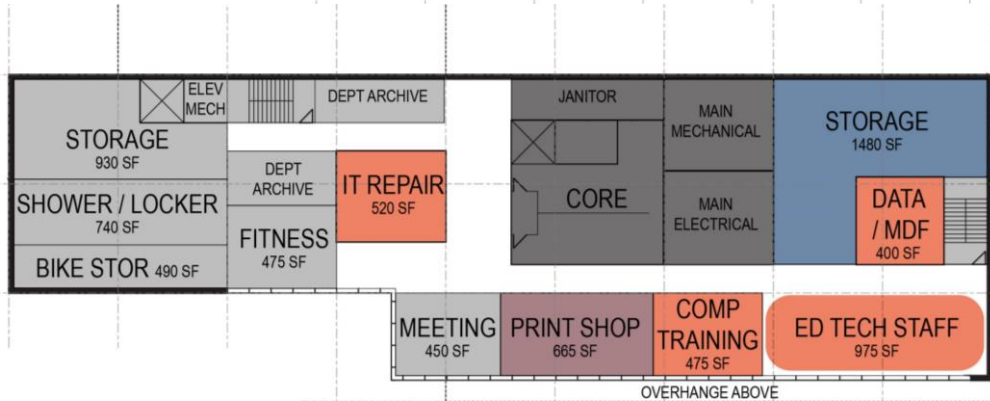 ELEV
MECH
DEPT ARCHIVE
STORAGE
930 SF
SHOWER / LOCKER
740 SF
BIKE STOR 490 SF
DEPT
ARCHIVE
FITNESS
475 SF
IT REPAIR
520 SF
JANITOR
CORE
MAIN
MECHANICAL
MAIN
ELECTRICAL
STORAGE
1480 SF
DATA
/ MDF
400 SF
MEETING
450 SF
PRINT SHOP
665 SF
COMP
TRAINING
475 SF
ED TECH STAFF
975 SF
OVERHANGE ABOVE